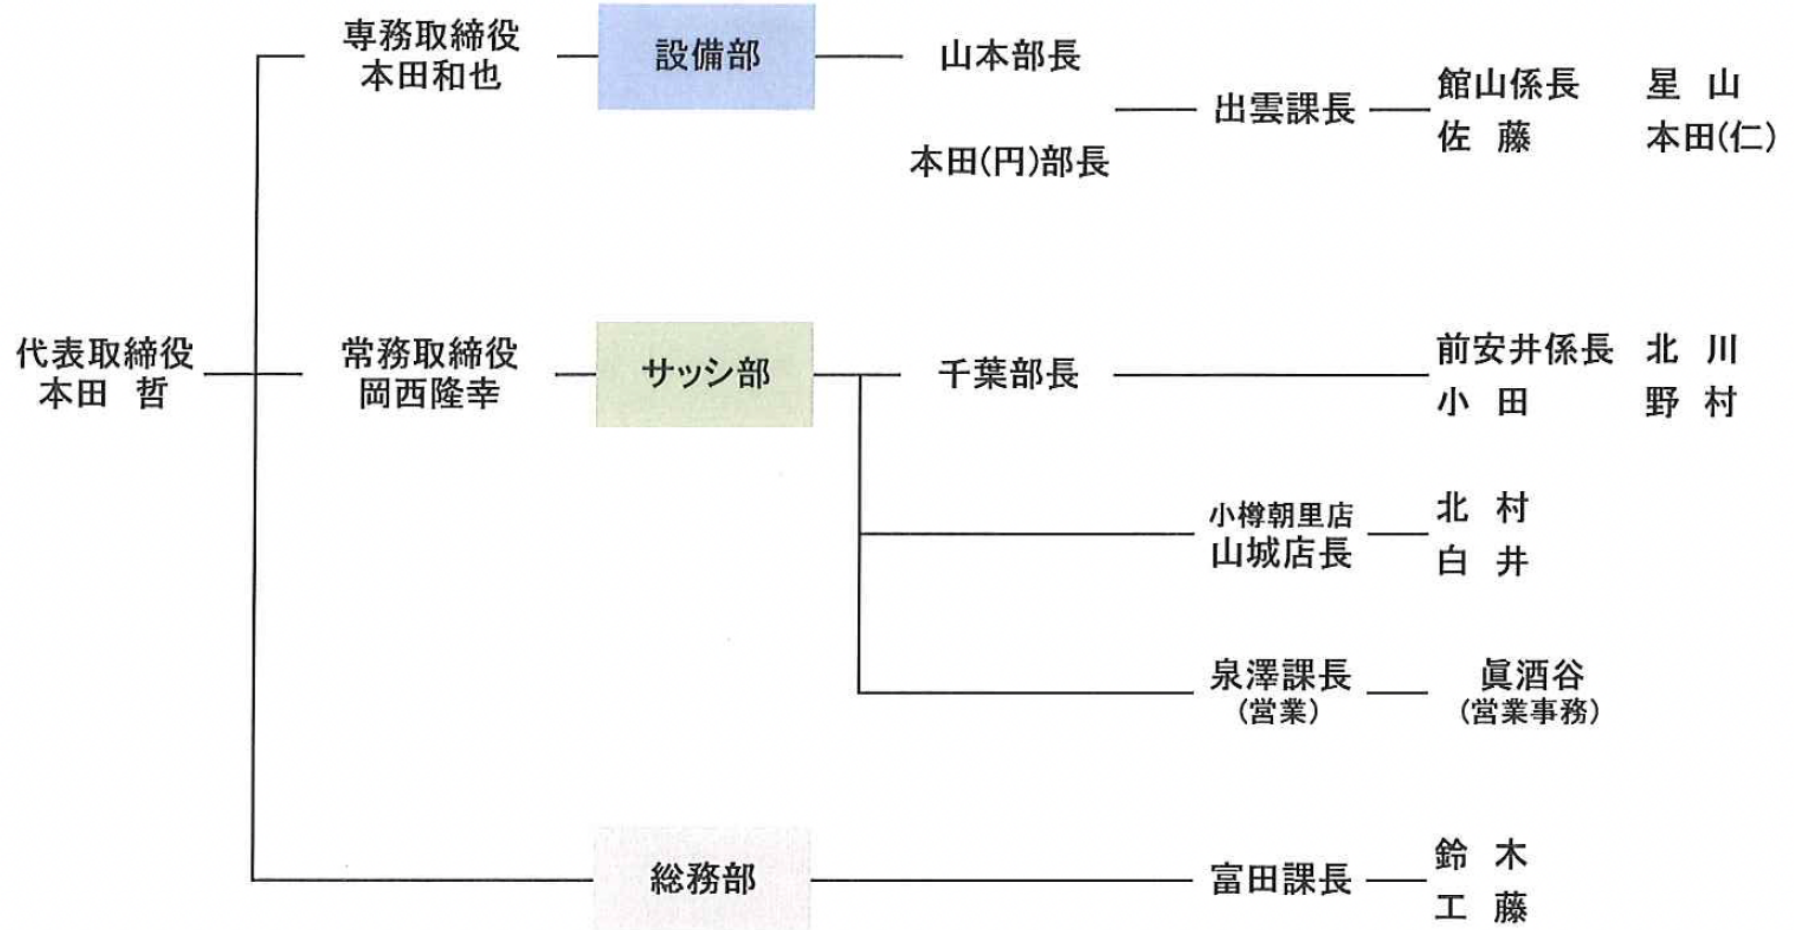 専務取締役
本田和也
設備部
山本部長
本田(円)部長
出雲課長
館山係長 星 山
佐 藤 本田(仁)
代表取締役
本田 哲
常務取締役
岡西隆幸
サッシ部
千葉部長
前安井係長 北 川
小 田 野 村
小樽朝里店
山城店長
北 村
白 井
泉澤課長
(営業)
眞酒谷
(営業事務)
総務部
富田課長
鈴 木
工 藤